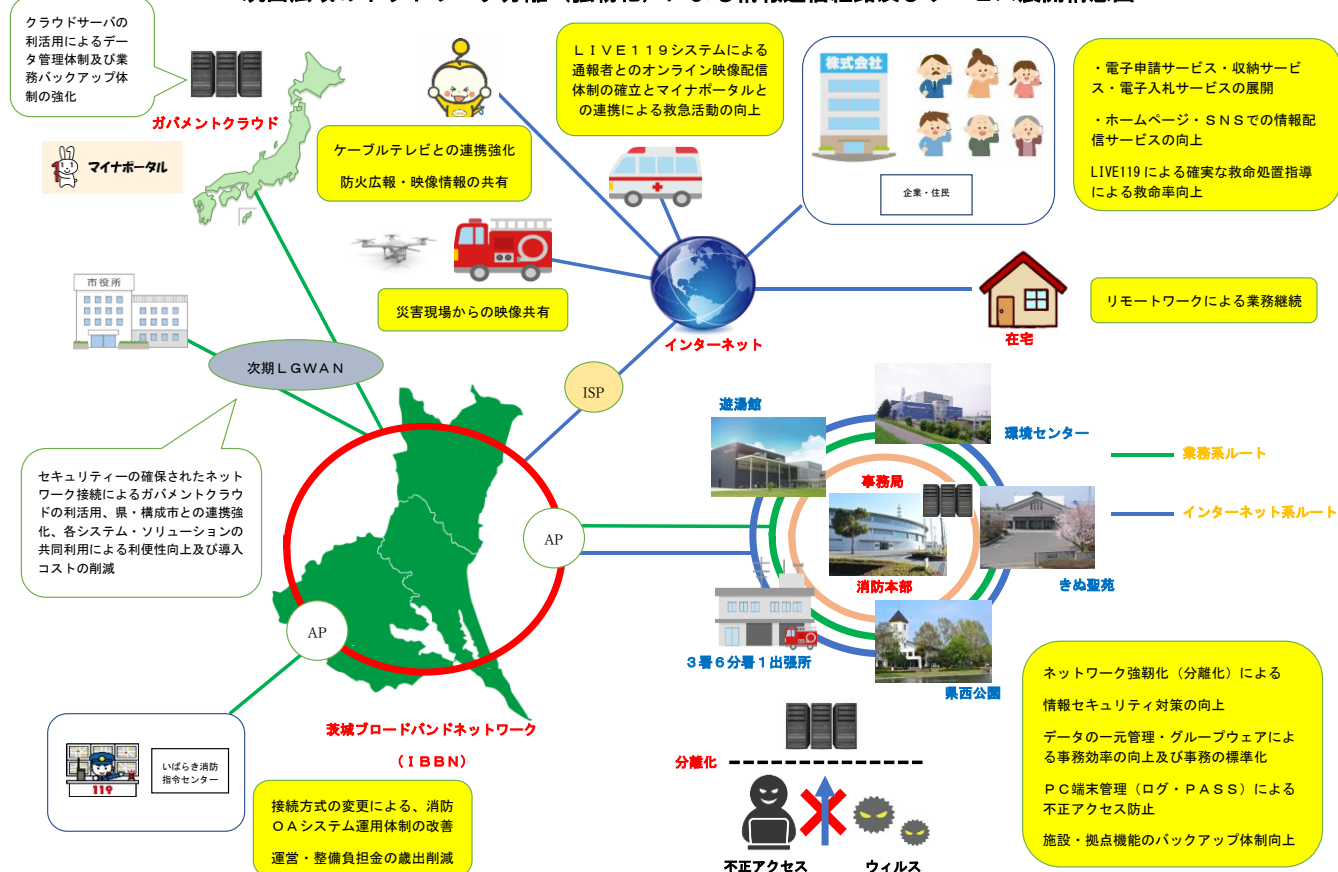 クラウドサーバの
利活用によるデー
タ管理体制及び業
務バックアップ体
制の強化
ガバメントクラウド
マイナポータル
ケーブルテレビとの連携強化
防火広報・映像情報の共有
ＬＩＶＥ１１９システムによる
通報者とのオンライン映像配信
体制の確立とマイナポータルと
の連携による救急活動の向上
株式会社
企業・住民
・電子申請サービス・収納サービ
ス・電子入札サービスの展開
・ホームページ・ＳＮＳでの情報配
信サービスの向上
LIVE119による確実な救命処置指導
による救命率向上
市役所
災害現場からの映像共有
インターネット
在宅
リモートワークによる業務継続
次期ＬＧＷＡＮ
ISP
セキュリティーの確保されたネット
ワーク接続によるガバメントクラウ
ドの利活用、県・構成市との連携強
化、各システム・ソリューションの
共同利用による利便性向上及び導入
コストの削減
AP
AP
遊湯館
環境センター
事務局
消防本部
きぬ聖苑
３署６分署１出張所
県西公園
業務系ルート
インターネット系ルート
茨城ブロードバンドネットワーク
（ＩＢＢＮ）
119
いばらき消防
指令センター
接続方式の変更による、消防
ＯＡシステム運用体制の改善
運営・整備負担金の歳出削減
分離化
不正アクセス
ウィルス
ネットワーク強靭化（分離化）による
情報セキュリティ対策の向上
データの一元管理・グループウェアによ
る事務効率の向上及び事務の標準化
ＰＣ端末管理（ログ・ＰＡＳＳ）による
不正アクセス防止
施設・拠点機能のバックアップ体制向上